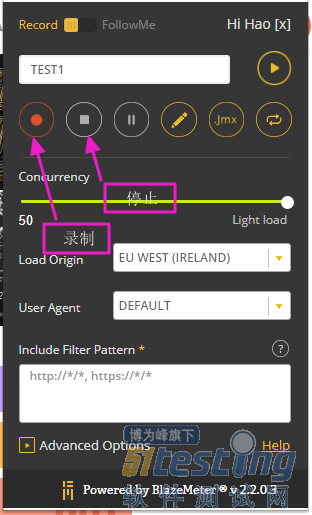 Record FollowMe Hi Hao [x]
TEST1
.Jmx
Concurrency
停止
50 Light load
录制
Load Origin EU WEST (IRELAND)
User Agent DEFAULT
Include Filter Pattern * ?
http://*/*, https://*/*
博为峰旗下
51testing
Advanced Options Help
软件测试网
Powered by BlazeMeter ® v.2.2.0.3